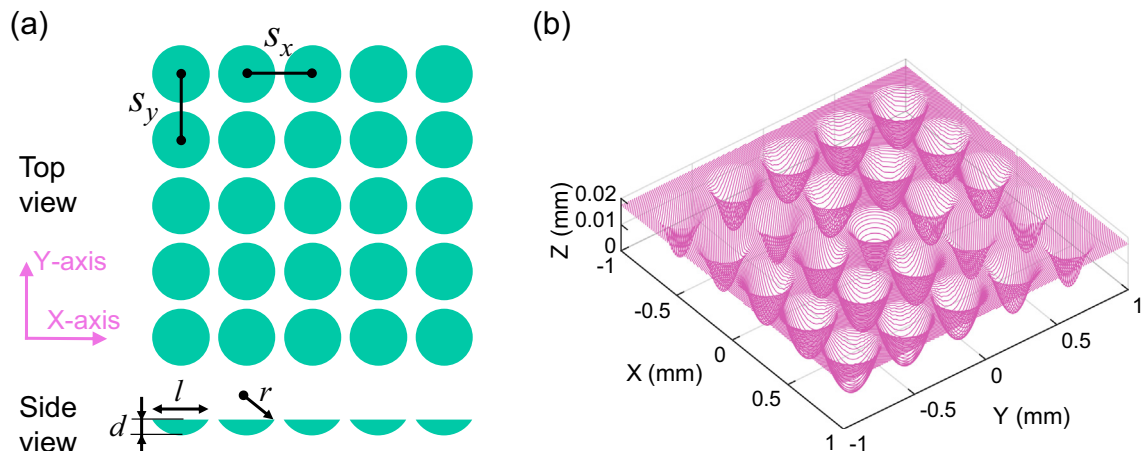 (a)
s_x
s_y
Top
view
Y-axis
X-axis
Side
view
l
r
d
(b)
0.02
0.01
0
Z (mm)
-1
-0.5
0
0.5
1
X (mm)
-1
-0.5
0
0.5
1
Y (mm)